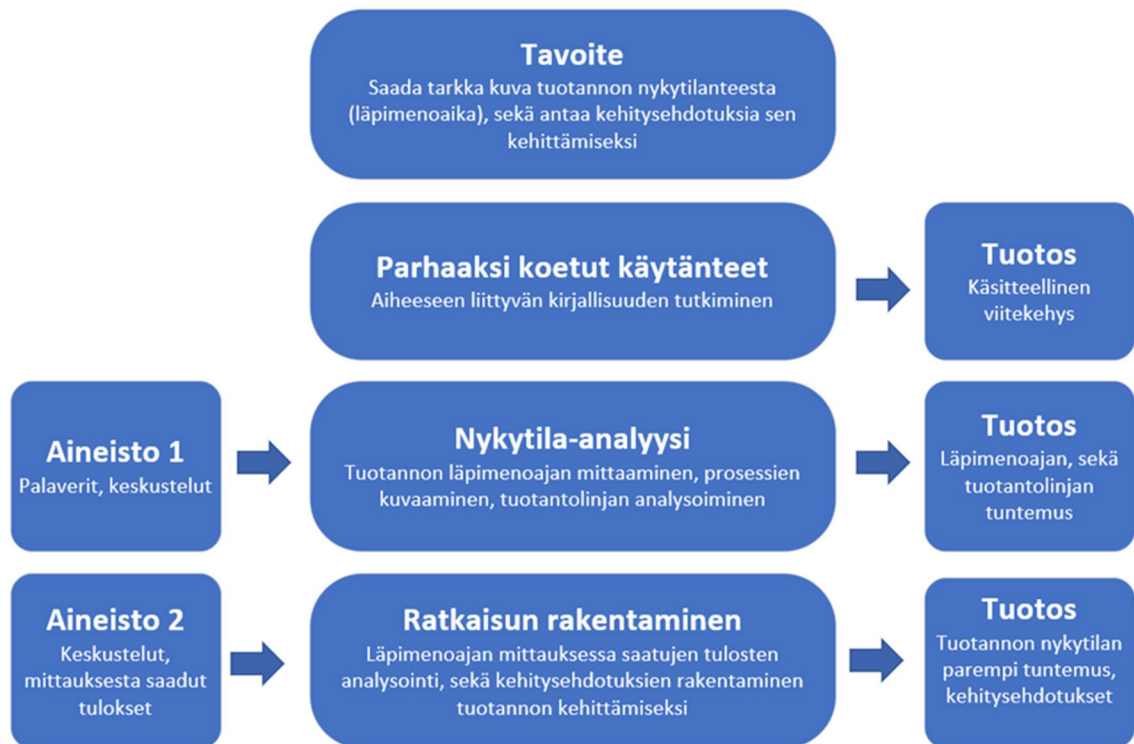 Tavoite
Saada tarkka kuva tuotannon nykytilanteesta
(läpimenoaika), sekä antaa kehitysehdotuksia sen
kehittämiseksi
Parhaaksi koetut käytänteet
Aiheeseen liittyvän kirjallisuuden tutkiminen
Tuotos
Käsitteellinen
viitekehys
Aineisto 1
Palaverit, keskustelut
Nykytila-analyysi
Tuotannon läpimenoajan mittaaminen, prosessien
kuvaaminen, tuotantolinjan analysoiminen
Tuotos
Läpimenoajan, sekä
tuotantolinjan
tuntemus
Aineisto 2
Keskustelut,
mittauksesta saadut
tulokset
Ratkaisun rakentaminen
Läpimenoajan mittauksessa saatujen tulosten
analysointi, sekä kehitysehdotuksien rakentaminen
tuotannon kehittämiseksi
Tuotos
Tuotannon nykytilan
parempi tuntemus,
kehitysehdotukset